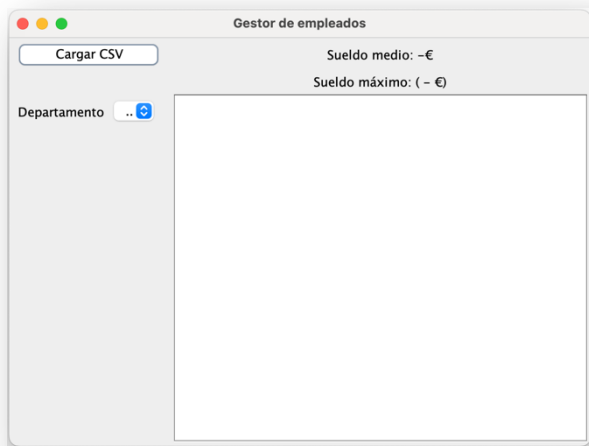 Gestor de empleados
Cargar CSV
Sueldo medio: -€
Sueldo máximo: ( - €)
Departamento ..